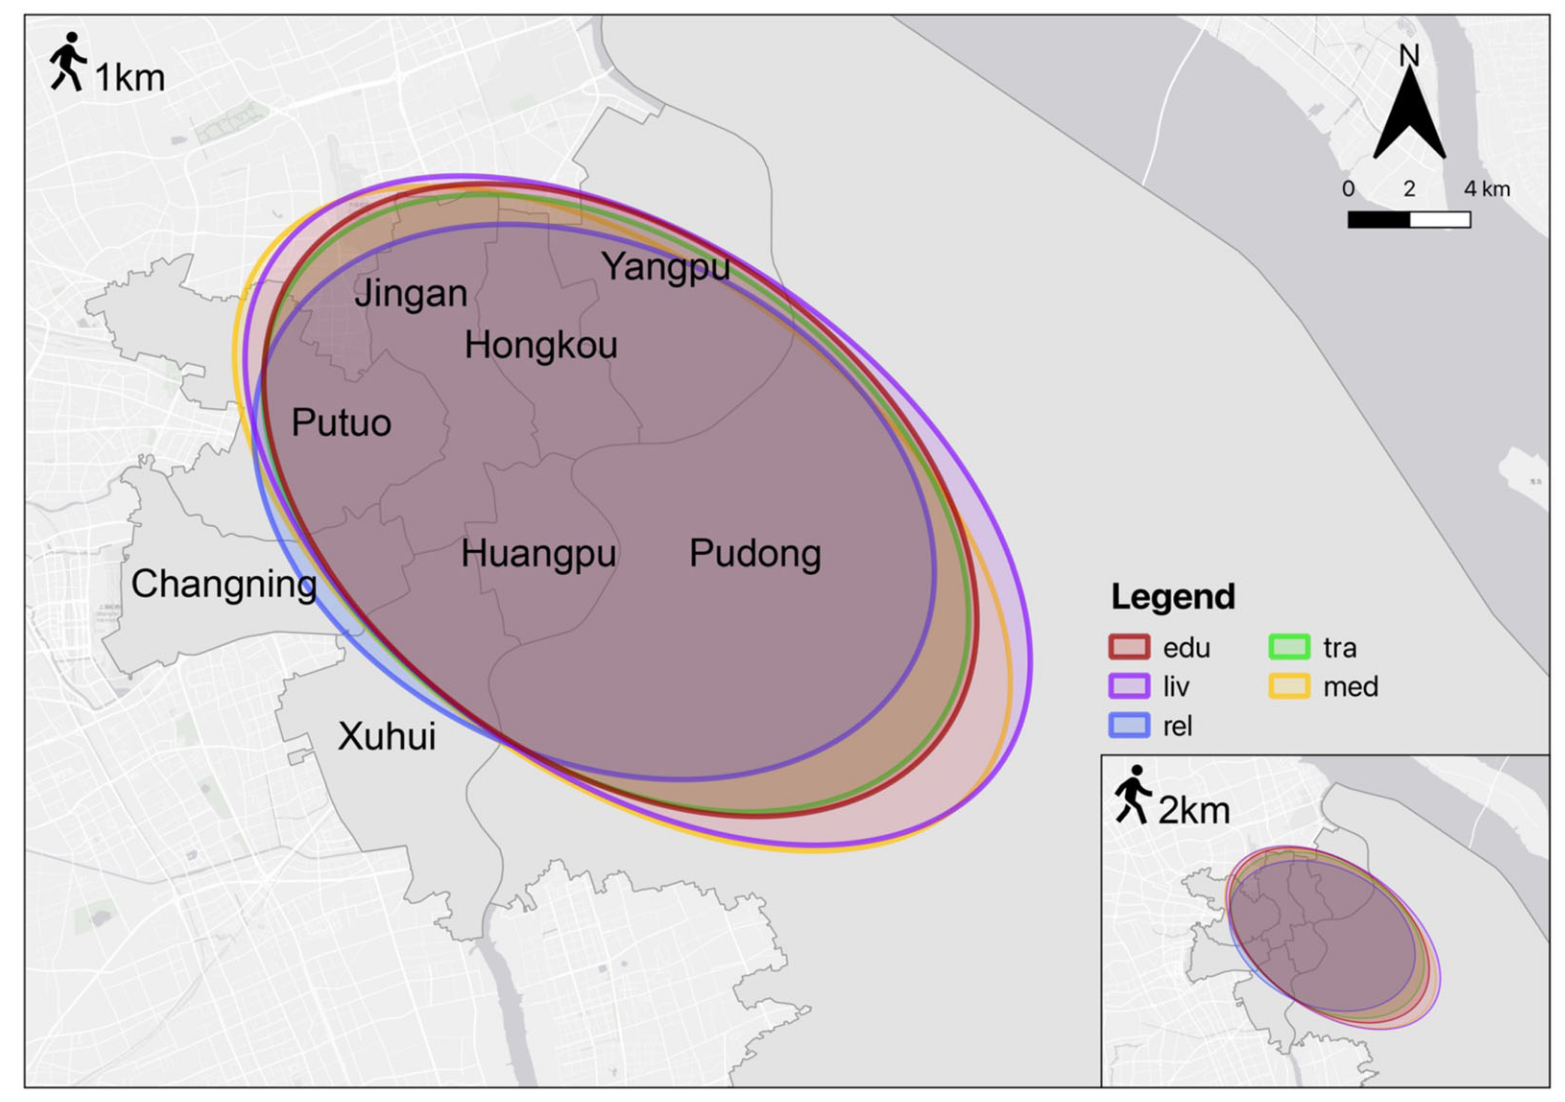 1km
N
0 2 4 km
Yangpu
Jingan
Hongkou
Putuo
Huangpu
Pudong
Changning
Xuhui
Legend
edu
tra
liv
med
rel
2km